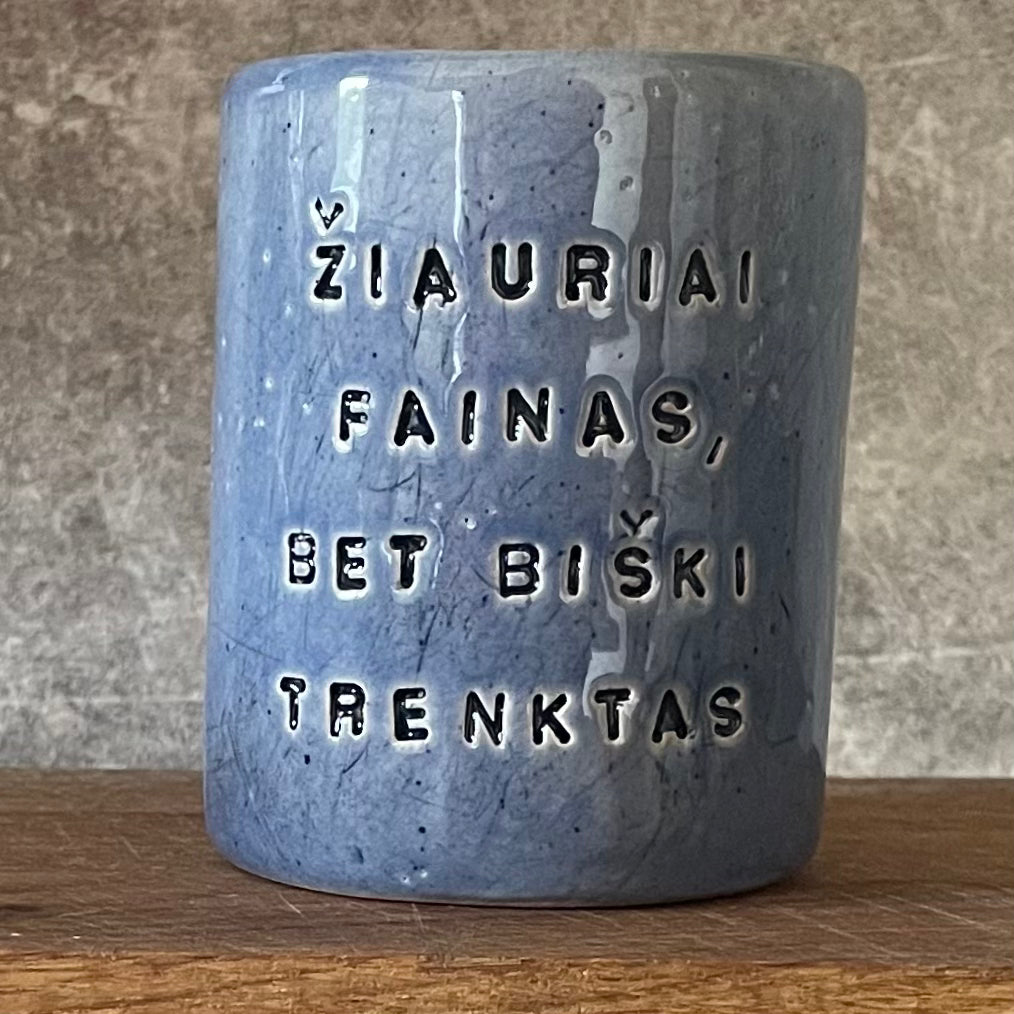 ŽIAURIAI
FAINAS,
BET BIŠKI
TRENKTAS